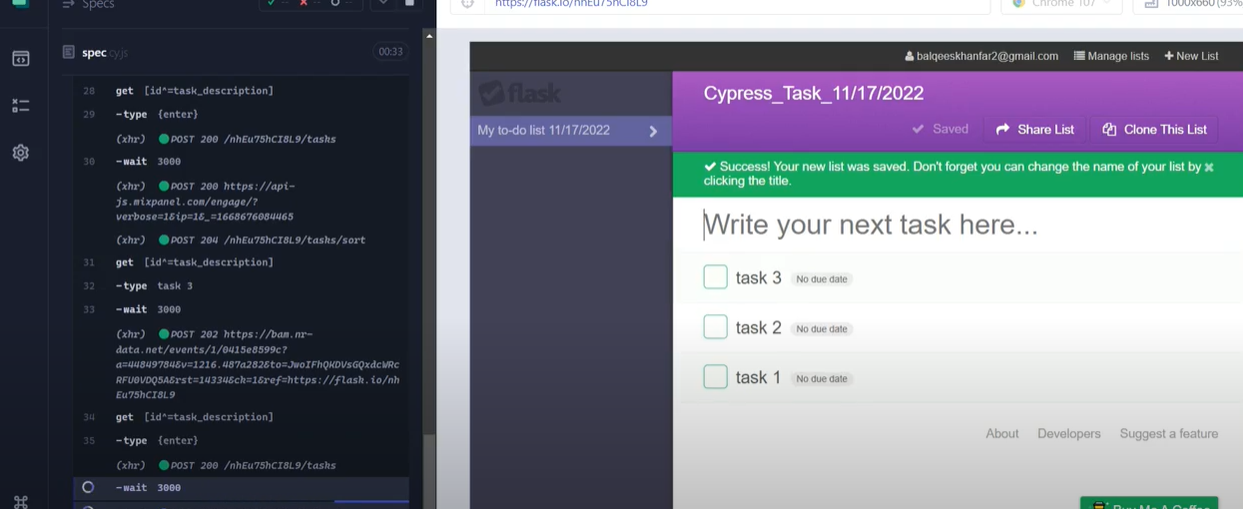 Specs
https://flask.io/nhEu75hCI8L9
Chrome 107
1000x660 (93%
spec.cy.js
00:33
28 get [id^=task_description]
29 -type {enter}
(xhr) POST 200 /nhEu75hCI8L9/tasks
30 -wait 3000
(xhr) POST 200 https://api-
js.mixpanel.com/engage/?
verbose=1&ip=1&_=1668676084465
(xhr) POST 204 /nhEu75hCI8L9/tasks/sort
31 get [id^=task_description]
32 -type task 3
33 -wait 3000
(xhr) POST 202 https://bam.nr-
data.net/events/1/0415e8599c?
a=44849784&v=1216.487a282&to=JwoIFhQKDVsGQxdcWRc
RFU0VDQ5A&rst=14334&ck=1&ref=https://flask.io/nh
Eu75hCI8L9
34 get [id^=task_description]
35 -type {enter}
(xhr) POST 200 /nhEu75hCI8L9/tasks
-wait 3000
balqeeskhanfar2@gmail.com Manage lists + New List
flask
My to-do list 11/17/2022
Cypress_Task_11/17/2022
Saved Share List Clone This List
Success! Your new list was saved. Don't forget you can change the name of your list by
clicking the title.
Write your next task here...
task 3 No due date
task 2 No due date
task 1 No due date
About Developers Suggest a feature
Buy Me A Coffee